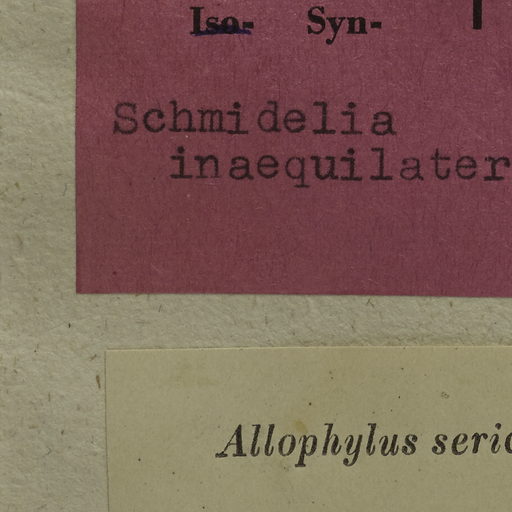 Iso- Syn-
Schmidelia
inaequilater
Allophylus seric